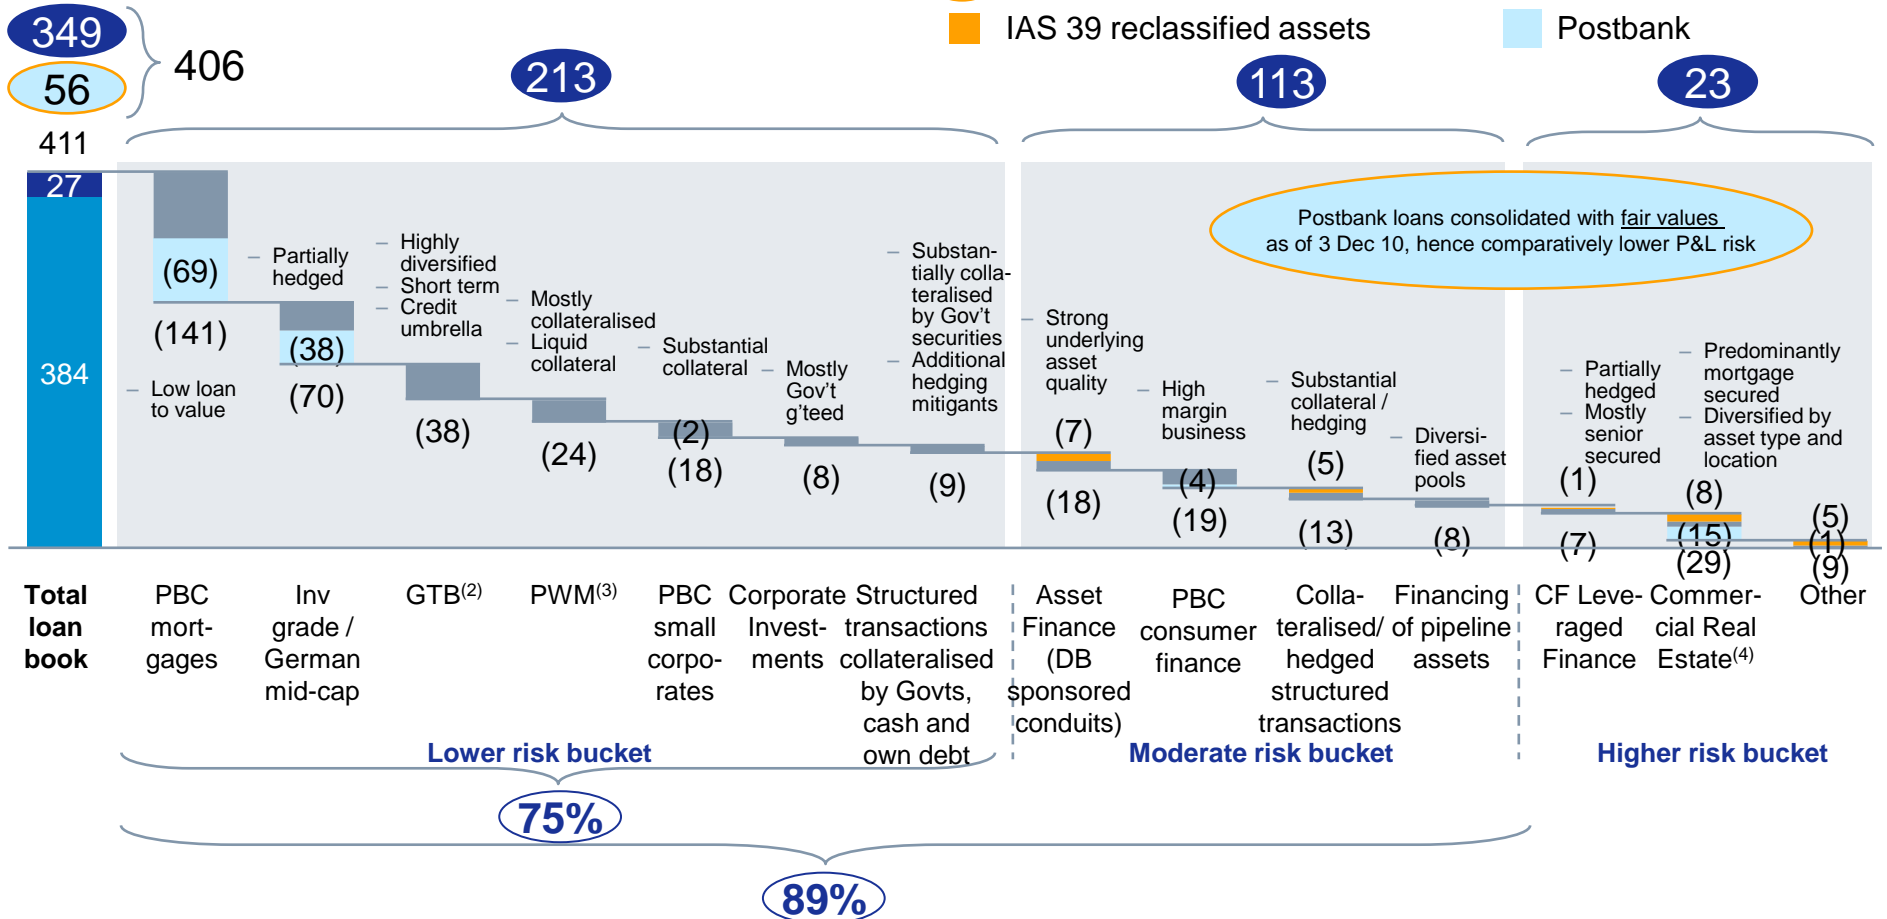 349
56
406
411
27
384
IAS 39 reclassified assets
Postbank
213
113
23
Postbank loans consolidated with fair values
as of 3 Dec 10, hence comparatively lower P&L risk
(69)
(141)
– Low loan
to value
– Partially
hedged
(38)
(70)
– Highly
diversified
– Short term
– Credit
umbrella
(38)
– Mostly
collateralised
– Liquid
collateral
(24)
– Substantial
collateral
(2)
(18)
– Mostly
Gov't
g'teed
(8)
– Substan-
tially colla-
teralised
by Gov't
securities
– Additional
hedging
mitigants
(9)
– Strong
underlying
asset
quality
(7)
(18)
– High
margin
business
(4)
(19)
– Substantial
collateral /
hedging
(5)
(13)
– Diversi-
fied asset
pools
(8)
– Partially
hedged
– Mostly
senior
secured
(1)
(7)
– Predominantly
mortgage
secured
– Diversified by
asset type and
location
(8)
(15)
(29)
(5)
(1)
(9)
Total
loan
book
PBC
mort-
gages
Inv
grade /
German
mid-cap
GTB(2)
PWM(3)
PBC
small
corpo-
rates
Corporate
Invest-
ments
Structured
transactions
collateralised
by Govts,
cash and
own debt
Asset
Finance
(DB
sponsored
conduits)
PBC
consumer
finance
Colla-
teralised/
hedged
structured
transactions
Financing
of pipeline
assets
CF Leve-
raged
Finance
Commer-
cial Real
Estate(4)
Other
Lower risk bucket
Moderate risk bucket
Higher risk bucket
75%
89%